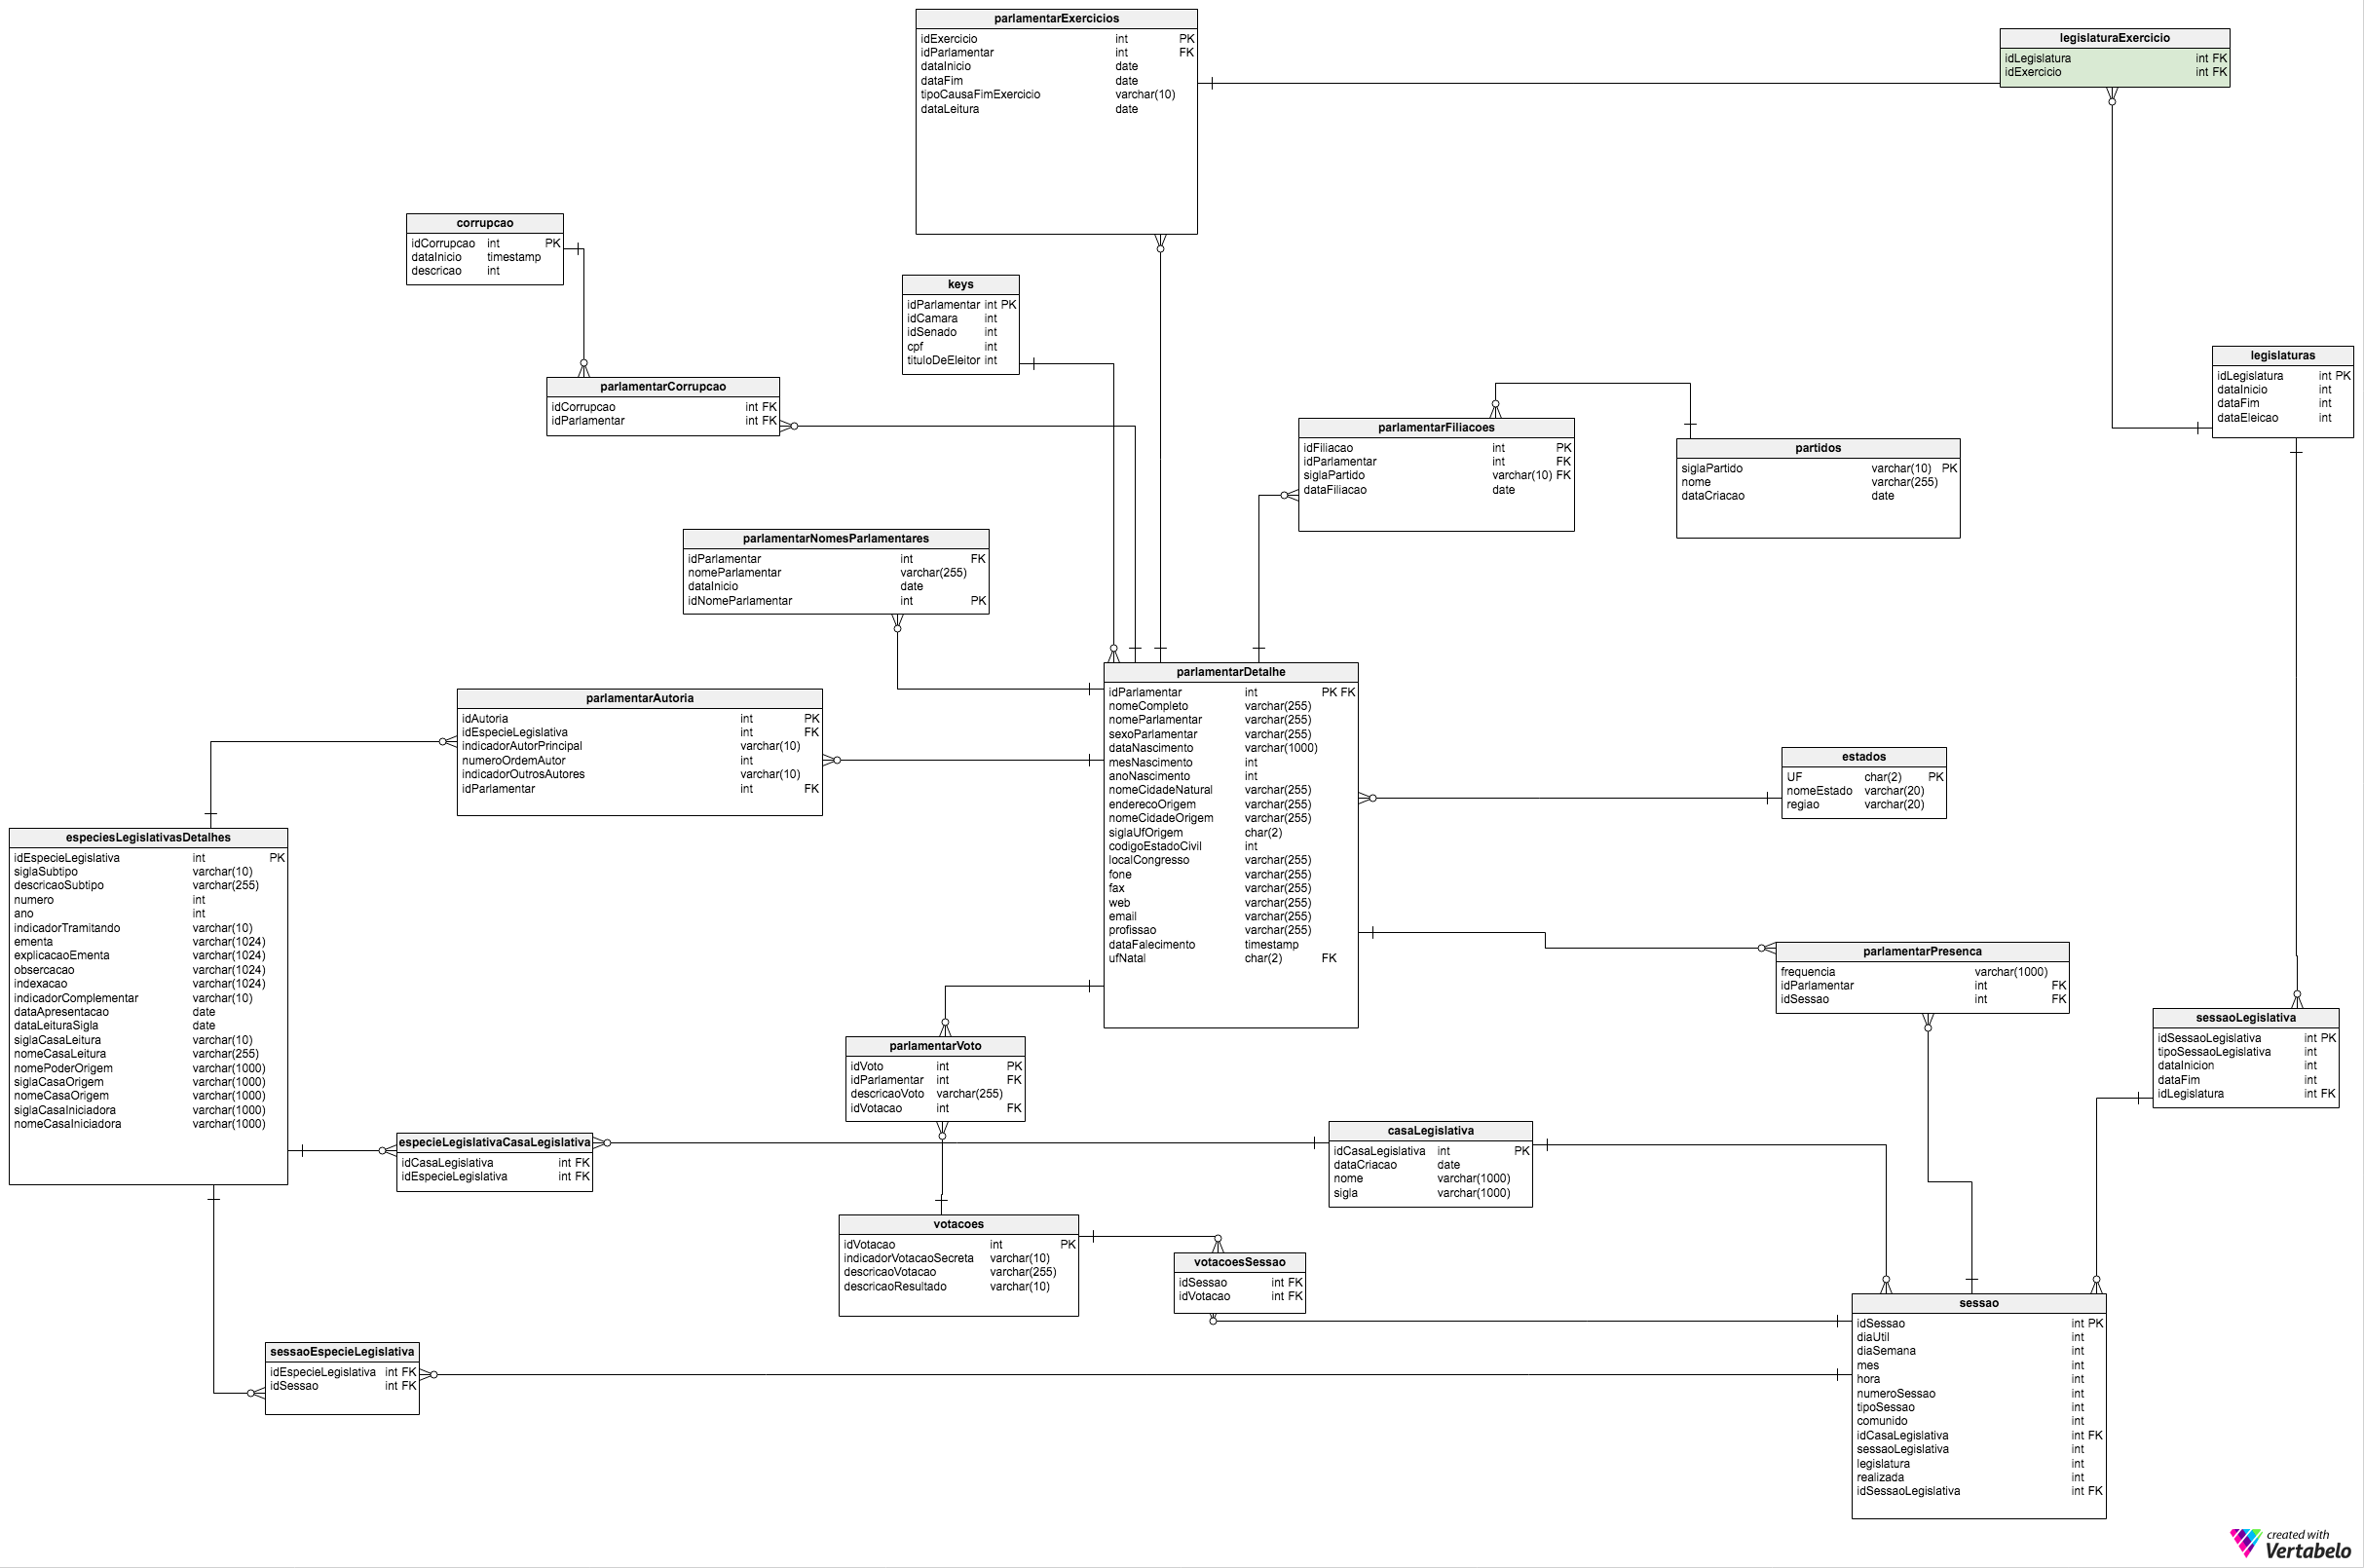 parlamentarExercicios
idExercicio int PK
idParlamentar int FK
dataInicio date
dataFim date
tipoCausaFimExercicio varchar(10)
dataLeitura date
legislaturaExercicio
idLegislatura int FK
idExercicio int FK
corrupcao
idCorrupcao int PK
dataInicio timestamp
descricao int
keys
idParlamentar int PK
idCamara int
idSenado int
cpf int
tituloDeEleitor int
legislaturas
idLegislatura int PK
dataInicio int
dataFim int
dataEleicao int
parlamentarCorrupcao
idCorrupcao int FK
idParlamentar int FK
parlamentarFiliacoes
idFiliacao int PK
idParlamentar int FK
siglaPartido varchar(10) FK
dataFiliacao date
partidos
siglaPartido varchar(10) PK
nome varchar(255)
dataCriacao date
parlamentarNomesParlamentares
idParlamentar int FK
nomeParlamentar varchar(255)
dataInicio date
idNomeParlamentar int PK
parlamentarDetalhe
idParlamentar int PK FK
nomeCompleto varchar(255)
nomeParlamentar varchar(255)
sexoParlamentar varchar(255)
dataNascimento varchar(1000)
mesNascimento int
anoNascimento int
nomeCidadeNatural varchar(255)
enderecoOrigem varchar(255)
nomeCidadeOrigem varchar(255)
siglaUfOrigem char(2)
codigoEstadoCivil int
localCongresso varchar(255)
fone varchar(255)
fax varchar(255)
web varchar(255)
email varchar(255)
profissao varchar(255)
dataFalecimento timestamp
ufNatal char(2) FK
parlamentarAutoria
idAutoria int PK
idEspecieLegislativa int FK
indicadorAutorPrincipal varchar(10)
numeroOrdemAutor int
indicadorOutrosAutores varchar(10)
idParlamentar int FK
estados
UF char(2) PK
nomeEstado varchar(20)
regiao varchar(20)
especiesLegislativasDetalhes
idEspecieLegislativa int PK
siglaSubtipo varchar(10)
descricaoSubtipo varchar(255)
numero int
ano int
indicadorTramitando varchar(10)
ementa varchar(1024)
explicacaoEmenta varchar(1024)
obsercacao varchar(1024)
indexacao varchar(1024)
indicadorComplementar varchar(10)
dataApresentacao date
dataLeituraSigla date
siglaCasaLeitura varchar(10)
nomeCasaLeitura varchar(255)
nomePoderOrigem varchar(1000)
siglaCasaOrigem varchar(1000)
nomeCasaOrigem varchar(1000)
siglaCasaIniciadora varchar(1000)
nomeCasaIniciadora varchar(1000)
parlamentarPresenca
frequencia varchar(1000)
idParlamentar int FK
idSessao int FK
sessaoLegislativa
idSessaoLegislativa int PK
tipoSessaoLegislativa int
dataInicion int
dataFim int
idLegislatura int FK
parlamentarVoto
idVoto int PK
idParlamentar int FK
descricaoVoto varchar(255)
idVotacao int FK
especieLegislativaCasaLegislativa
idCasaLegislativa int FK
idEspecieLegislativa int FK
casaLegislativa
idCasaLegislativa int PK
dataCriacao date
nome varchar(1000)
sigla varchar(1000)
votacoes
idVotacao int PK
indicadorVotacaoSecreta varchar(10)
descricaoVotacao varchar(255)
descricaoResultado varchar(10)
votacoesSessao
idSessao int FK
idVotacao int FK
sessao
idSessao int PK
diaUtil int
diaSemana int
mes int
hora int
numeroSessao int
tipoSessao int
comunido int
idCasaLegislativa int FK
sessaoLegislativa int
legislatura int
realizada int
idSessaoLegislativa int FK
sessaoEspecieLegislativa
idEspecieLegislativa int FK
idSessao int FK
created with
Vertabelo